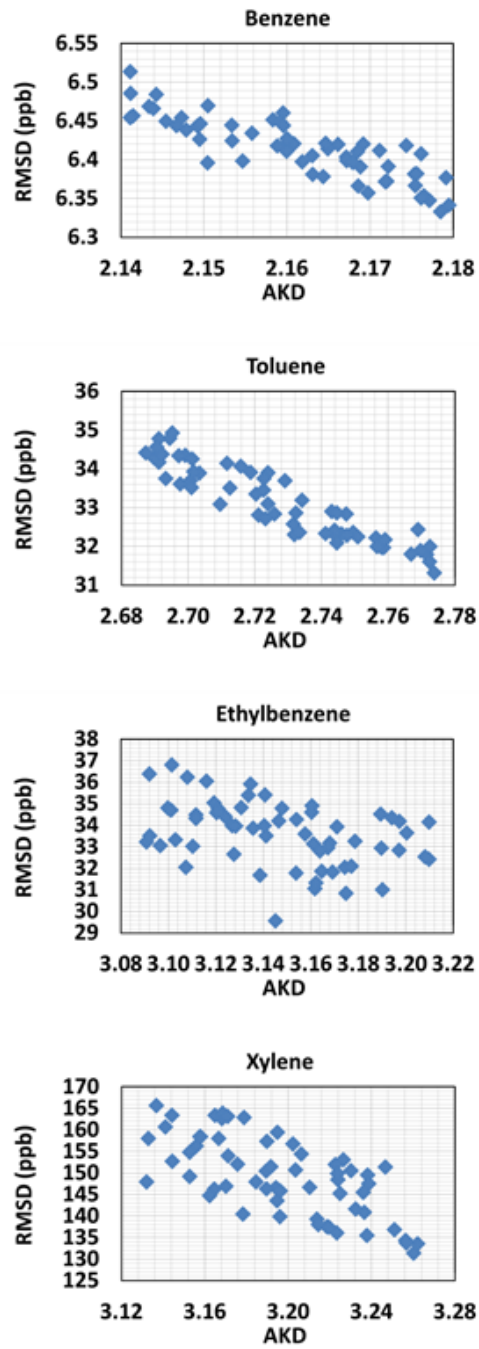 Benzene
RMSD (ppb)
6.55
6.5
6.45
6.4
6.35
6.3
2.14 2.15 2.16 2.17 2.18
AKD
Toluene
RMSD (ppb)
36
35
34
33
32
31
2.68 2.70 2.72 2.74 2.76 2.78
AKD
Ethylbenzene
RMSD (ppb)
38
37
36
35
34
33
32
31
30
29
3.08 3.10 3.12 3.14 3.16 3.18 3.20 3.22
AKD
Xylene
RMSD (ppb)
170
165
160
155
150
145
140
135
130
125
3.12 3.16 3.20 3.24 3.28
AKD